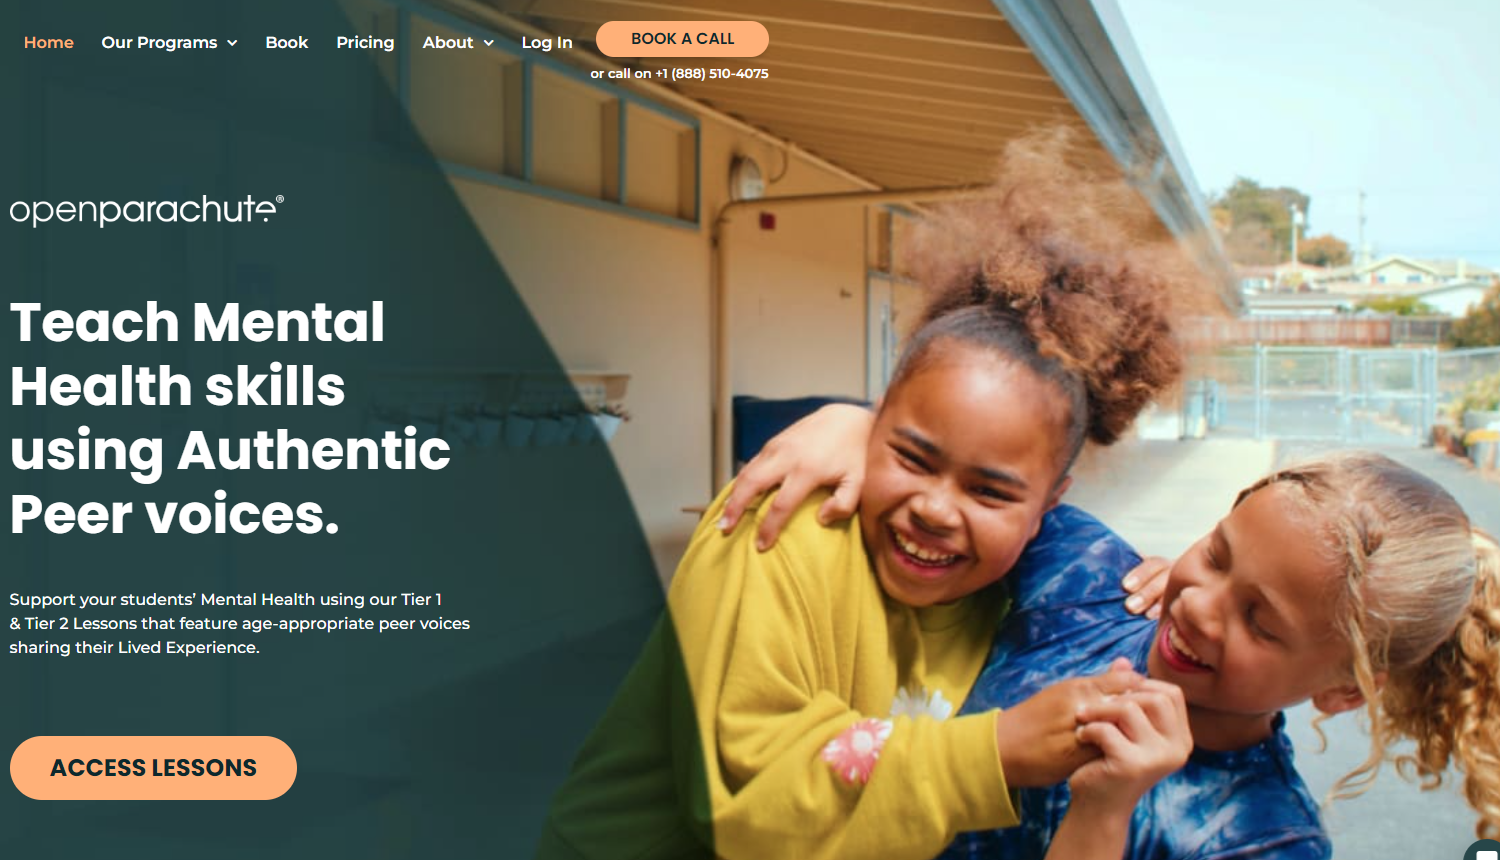 Home Our Programs Book Pricing About Log In BOOK A CALL
or call on +1 (888) 510-4075
openparachute®
Teach Mental
Health skills
using Authentic
Peer voices.
Support your students’ Mental Health using our Tier 1
& Tier 2 Lessons that feature age-appropriate peer voices
sharing their Lived Experience.
ACCESS LESSONS